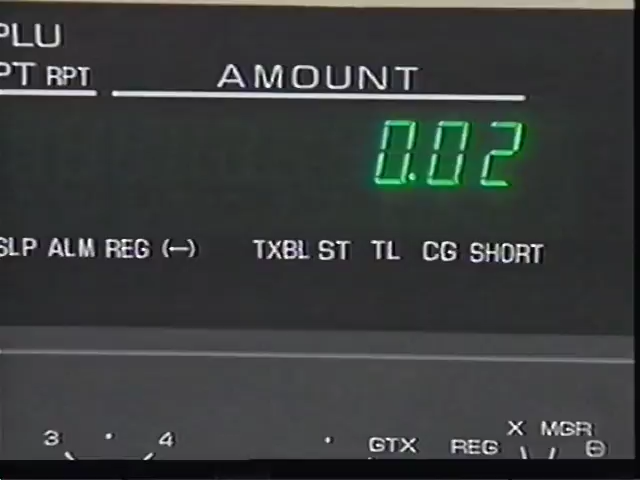 PLU
PT RPT AMOUNT
0.02
SLP ALM REG (↔) TXBL ST TL CG SHORT
3 · 4 · GTX REG X MGR